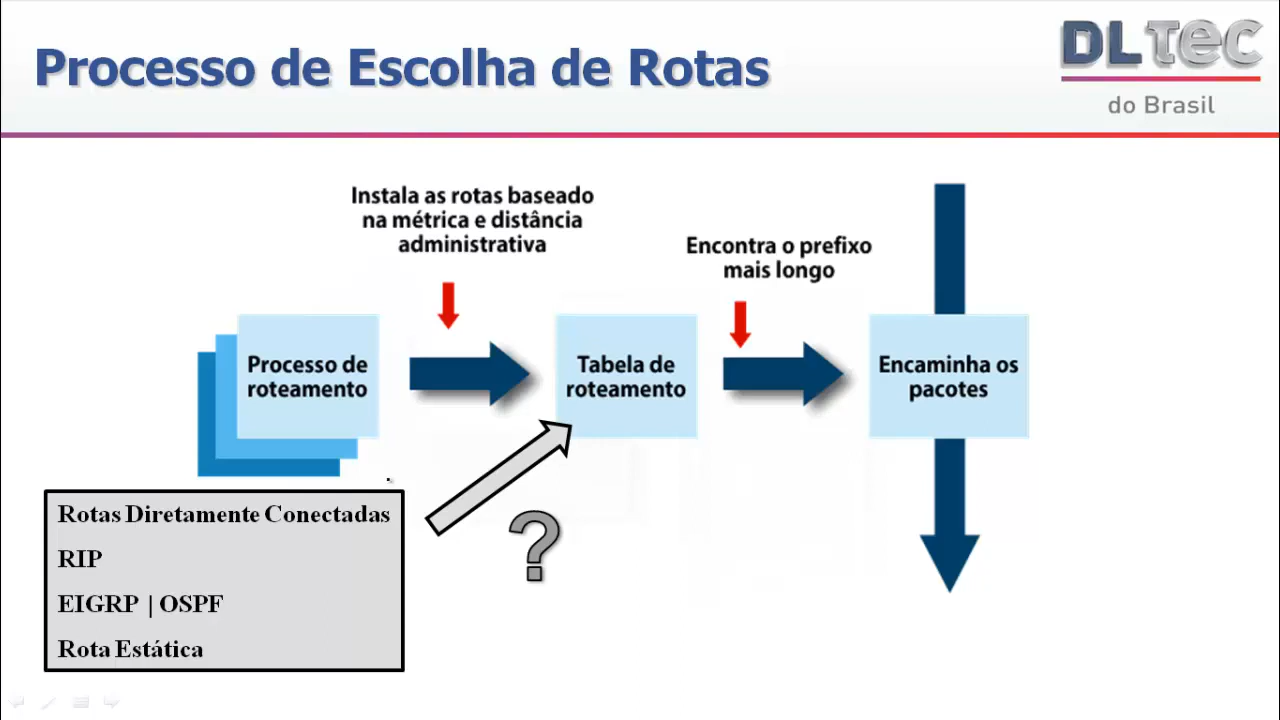 Processo de Escolha de Rotas
DLTEC
do Brasil
Instala as rotas baseado
na métrica e distância
administrativa
Encontra o prefixo
mais longo
Processo de
roteamento
Tabela de
roteamento
Encaminha os
pacotes
Rotas Diretamente Conectadas
RIP
EIGRP | OSPF
Rota Estática
?